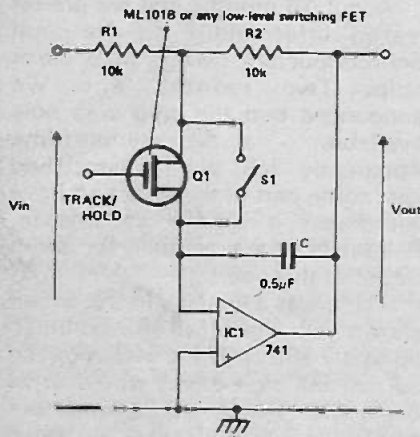 ML101B or any low-level switching FET
R1
R2
10k
10k
Q1
S1
TRACK/
HOLD
Vin
Vout
C
0.5µF
IC1
741
−
+